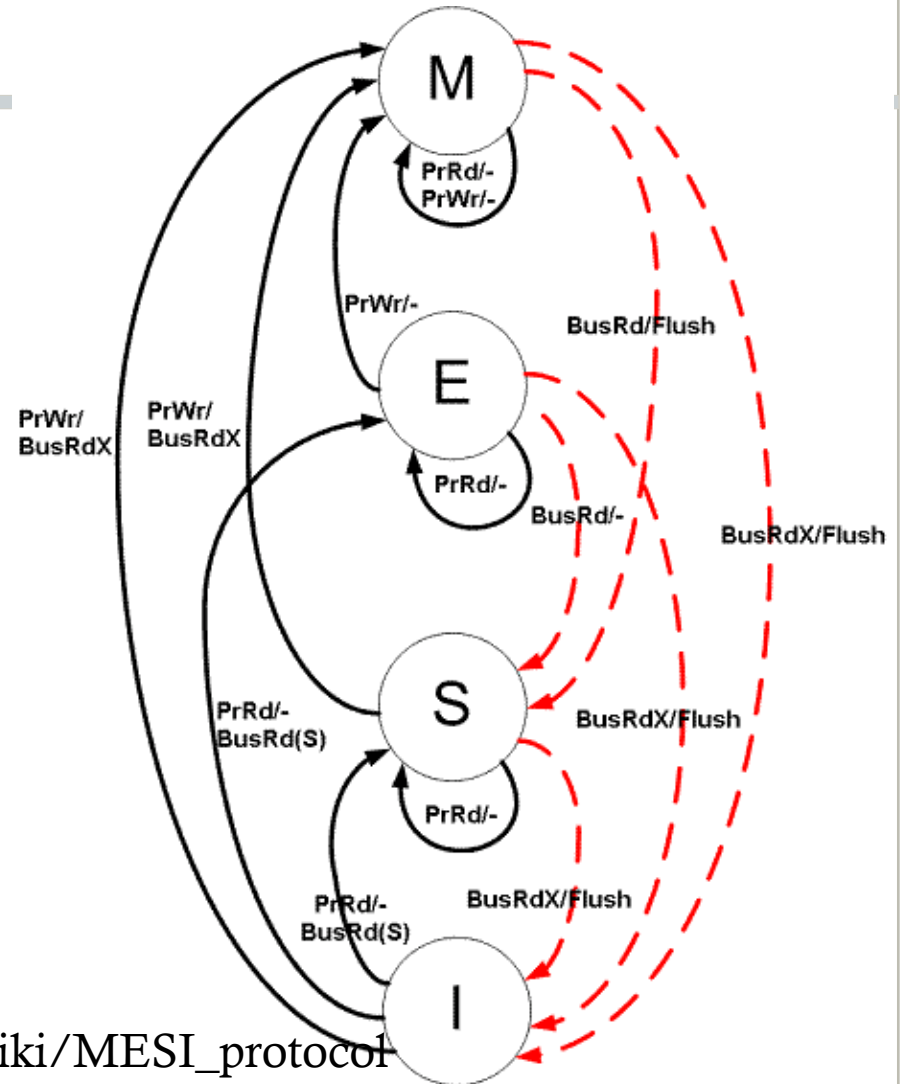 M
PrRd/-
PrWr/-
PrWr/-
BusRd/Flush
E
PrWr/
BusRdX
PrWr/
BusRdX
PrRd/-
BusRd/-
BusRdX/Flush
S
PrRd/-
BusRd(S)
BusRdX/Flush
PrRd/-
PrRd/-
BusRd(S)
BusRdX/Flush
I
iki/MESI_protocol